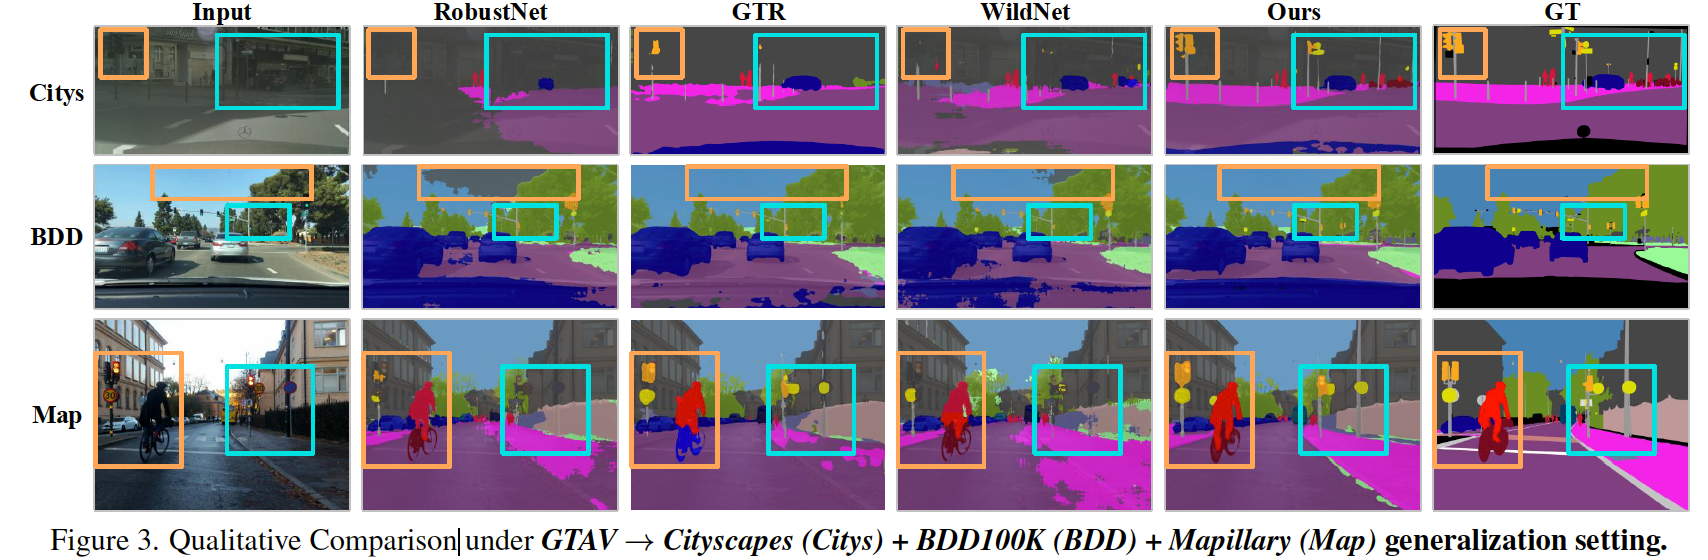 Input RobustNet GTR WildNet Ours GT
Citys
BDD
Map
Figure 3. Qualitative Comparison under GTAV → Cityscapes (Citys) + BDD100K (BDD) + Mapillary (Map) generalization setting.